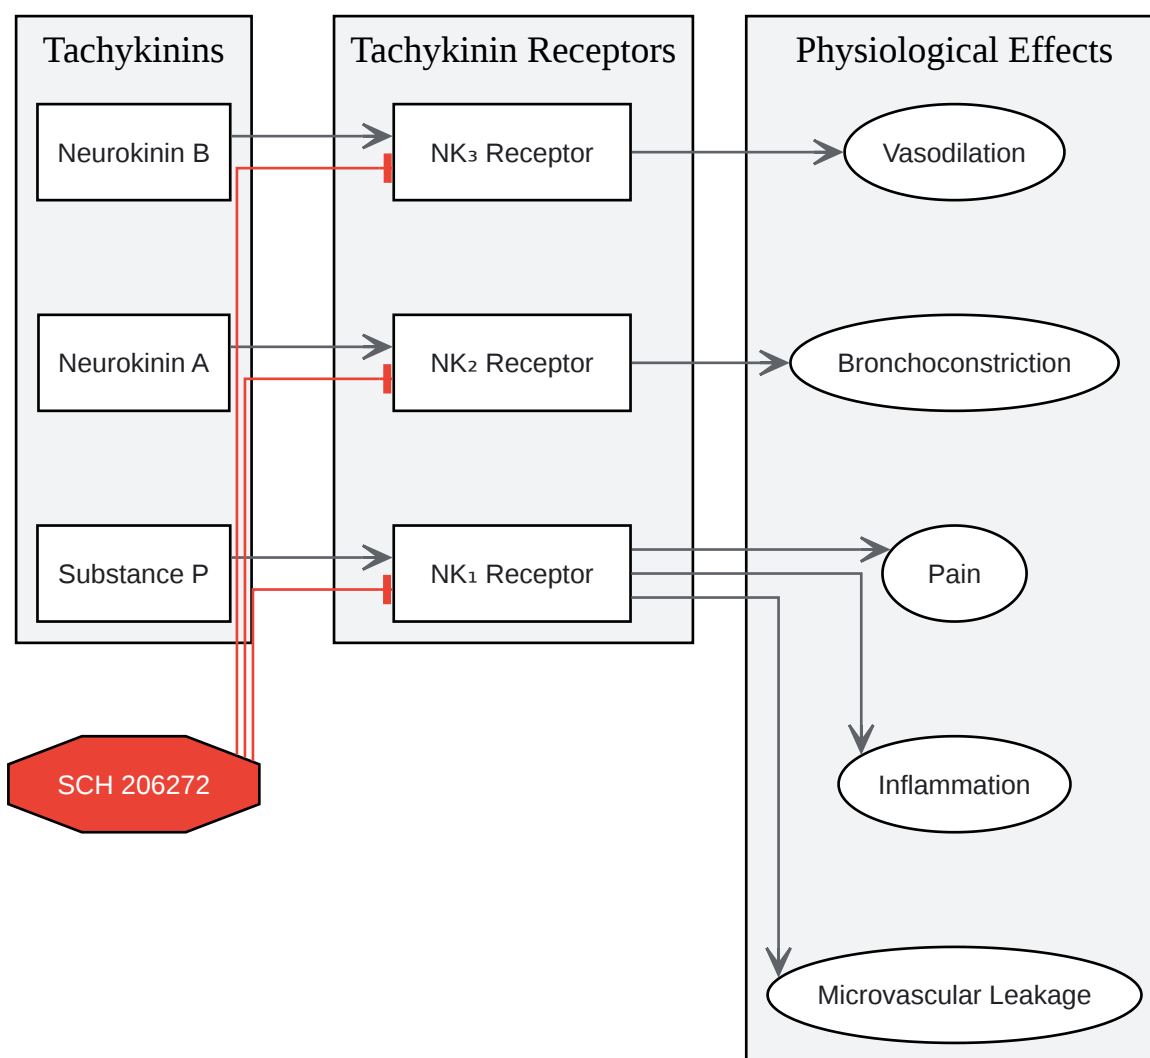 Tachykinins
Tachykinin Receptors
Physiological Effects
Neurokinin B
NK₃ Receptor
Vasodilation
Neurokinin A
NK₂ Receptor
Bronchoconstriction
Substance P
NK₁ Receptor
Pain
SCH 206272
Inflammation
Microvascular Leakage